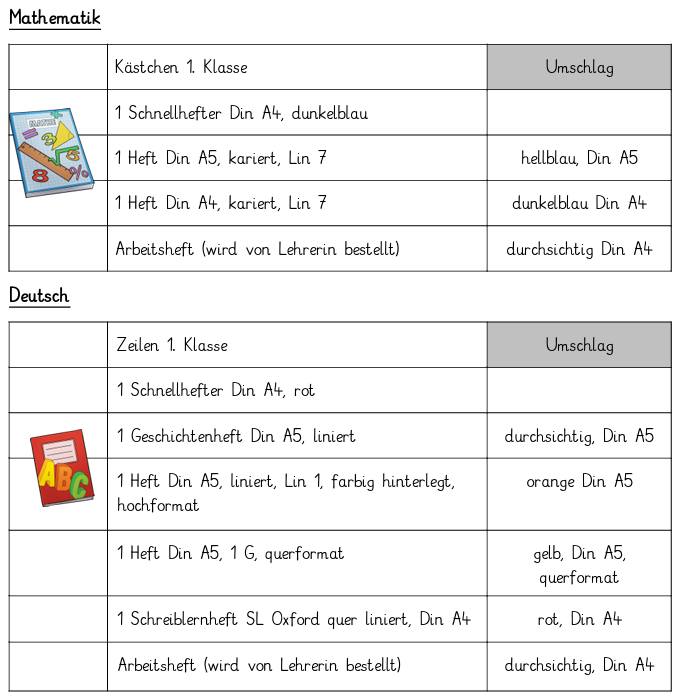 Mathematik
Kästchen 1. Klasse Umschlag
1 Schnellhefter Din A4, dunkelblau
1 Heft Din A5, kariert, Lin 7 hellblau, Din A5
1 Heft Din A4, kariert, Lin 7 dunkelblau Din A4
Arbeitsheft (wird von Lehrerin bestellt) durchsichtig Din A4
MATHE
3
5
8
%
Deutsch
Zeilen 1. Klasse Umschlag
1 Schnellhefter Din A4, rot
1 Geschichtenheft Din A5, liniert durchsichtig, Din A5
1 Heft Din A5, liniert, Lin 1, farbig hinterlegt, orange Din A5
hochformat
1 Heft Din A5, 1 G, querformat gelb, Din A5,
querformat
1 Schreiblernheft SL Oxford quer liniert, Din A4 rot, Din A4
Arbeitsheft (wird von Lehrerin bestellt) durchsichtig, Din A4
ABC